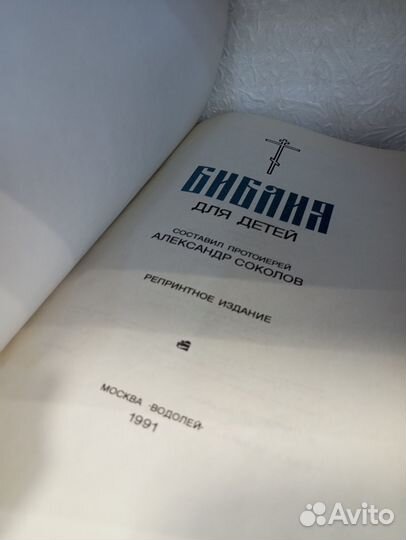 БИБЛИЯ
ДЛЯ ДЕТЕЙ
СОСТАВИЛ ПРОТОИЕРЕЙ
АЛЕКСАНДР СОКОЛОВ
РЕПРИНТНОЕ ИЗДАНИЕ
МОСКВА «ВОДОЛЕЙ»
1991
Avito